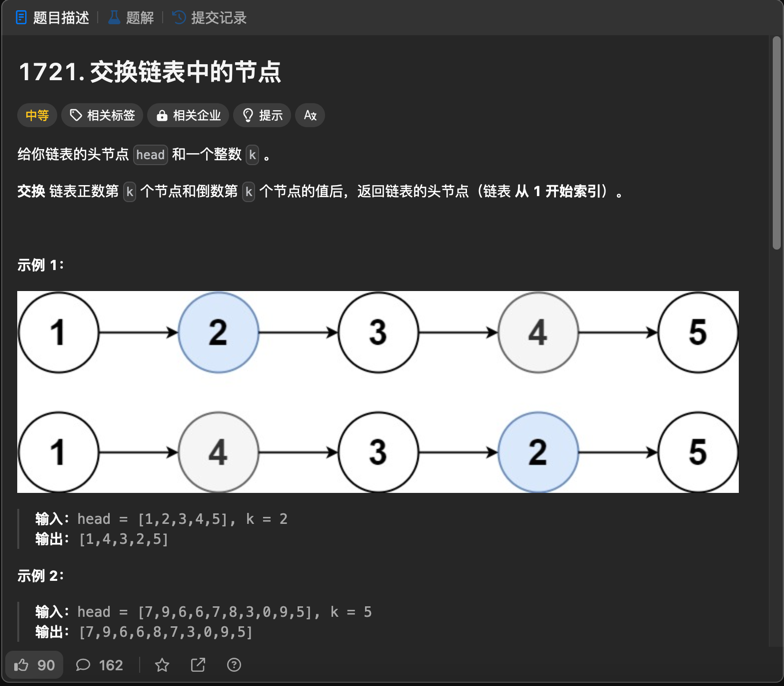 题目描述 题解 提交记录
1721. 交换链表中的节点
中等 相关标签 相关企业 提示 Aあ
给你链表的头节点 head 和一个整数 k 。
交换 链表正数第 k 个节点和倒数第 k 个节点的值后，返回链表的头节点（链表 从 1 开始索引）。
示例 1：
1 2 3 4 5
1 4 3 2 5
输入：head = [1,2,3,4,5], k = 2
输出：[1,4,3,2,5]
示例 2：
输入：head = [7,9,6,6,7,8,3,0,9,5], k = 5
输出：[7,9,6,6,8,7,3,0,9,5]
90 162